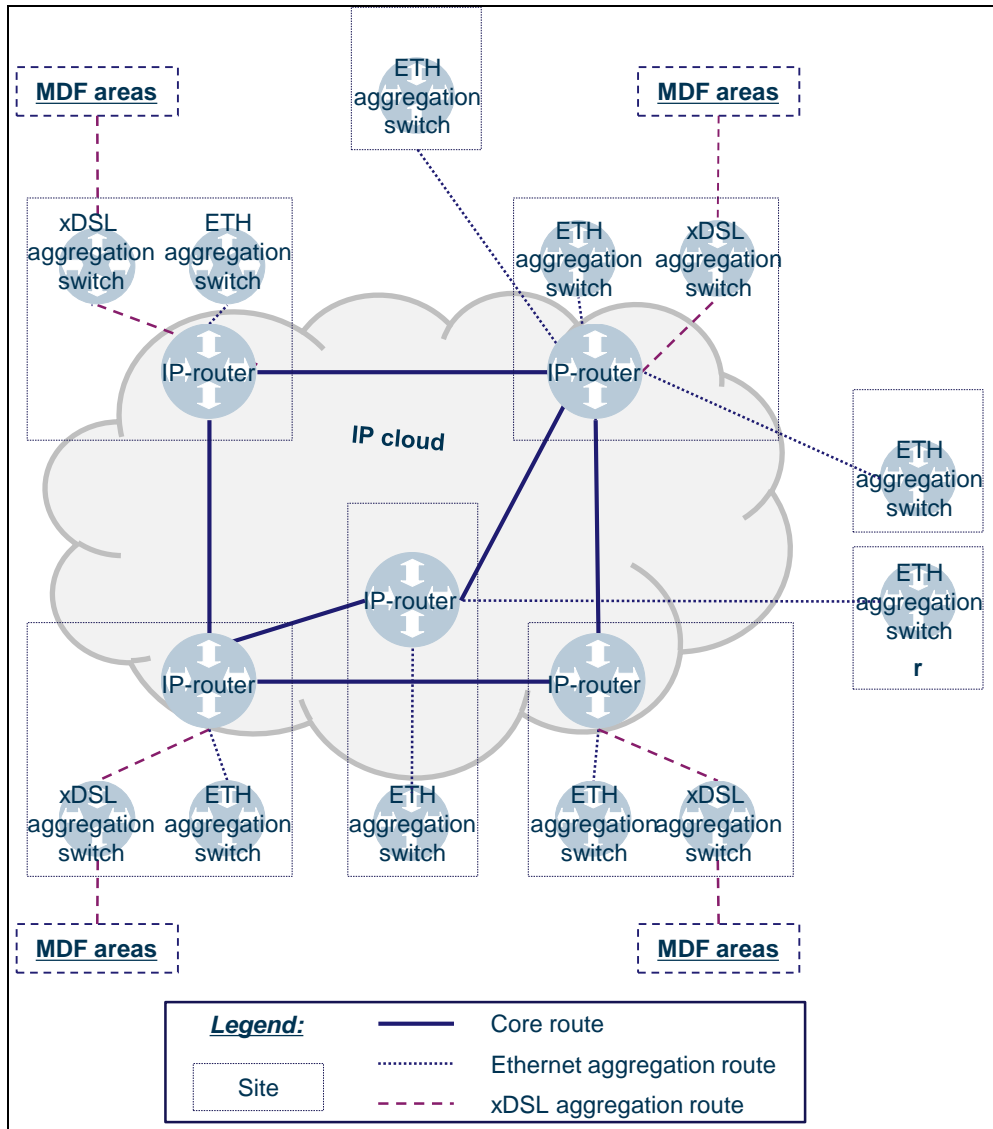 ETH
aggregation
switch
MDF areas
MDF areas
xDSL
aggregation
switch
ETH
aggregation
switch
ETH
aggregation
switch
xDSL
aggregation
switch
IP-router
IP-router
IP cloud
ETH
aggregation
switch
IP-router
ETH
aggregation
switch
r
IP-router
IP-router
xDSL
aggregation
switch
ETH
aggregation
switch
ETH
aggregation
switch
ETH
aggregation
switch
xDSL
aggregation
switch
MDF areas
MDF areas
Legend:
Core route
Ethernet aggregation route
Site
xDSL aggregation route